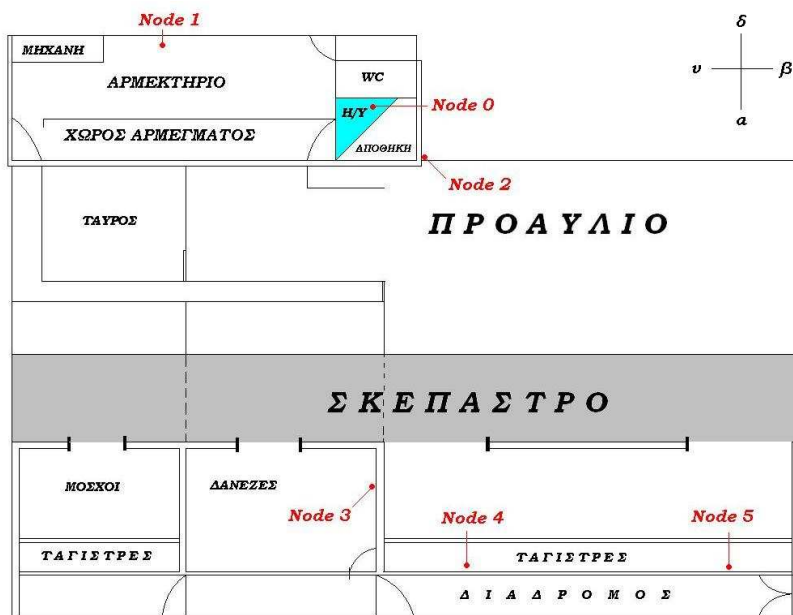 Node 1
δ
ΜΗΧΑΝΗ
υ β
WC
ΑΡΜΕΚΤΗΡΙΟ
Node 0
Η/Υ
α
ΧΩΡΟΣ ΑΡΜΕΓΜΑΤΟΣ
ΑΠΟΘΗΚΗ
Node 2
ΤΑΥΡΟΣ
ΠΡΟΑΥΛΙΟ
ΣΚΕΠΑΣΤΡΟ
ΜΟΣΧΟΙ
ΔΑΝΕΖΕΣ
Node 3
Node 4
Node 5
ΤΑΓΙΣΤΡΕΣ
ΤΑΓΙΣΤΡΕΣ
ΔΙΑΔΡΟΜΟΣ